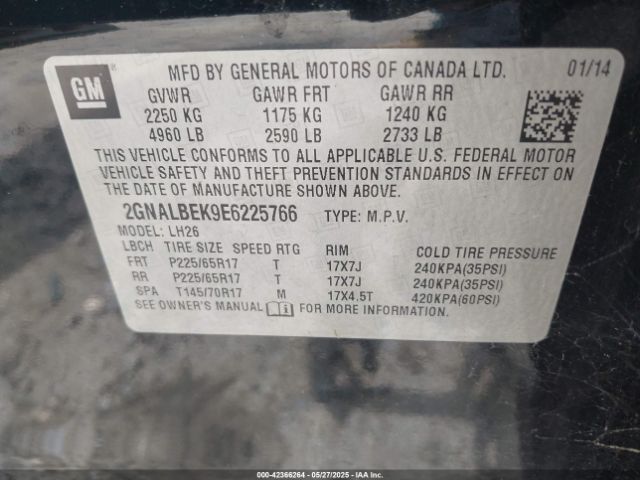 GM ®
MFD BY GENERAL MOTORS OF CANADA LTD. 01/14
GVWR GAWR FRT GAWR RR
2250 KG 1175 KG 1240 KG
4960 LB 2590 LB 2733 LB
THIS VEHICLE CONFORMS TO ALL APPLICABLE U.S. FEDERAL MOTOR
VEHICLE SAFETY AND THEFT PREVENTION STANDARDS IN EFFECT ON
THE DATE OF MANUFACTURE SHOWN ABOVE.
2GNALBEK9E6225766 TYPE: M.P.V.
MODEL: LH26
LBCH TIRE SIZE SPEED RTG RIM COLD TIRE PRESSURE
FRT P225/65R17 T 17X7J 240KPA(35PSI)
RR P225/65R17 T 17X7J 240KPA(35PSI)
SPA T145/70R17 M 17X4.5T 420KPA(60PSI)
SEE OWNER'S MANUAL FOR MORE INFORMATION.
000-42366264 - 05/27/2025 - IAAI.com